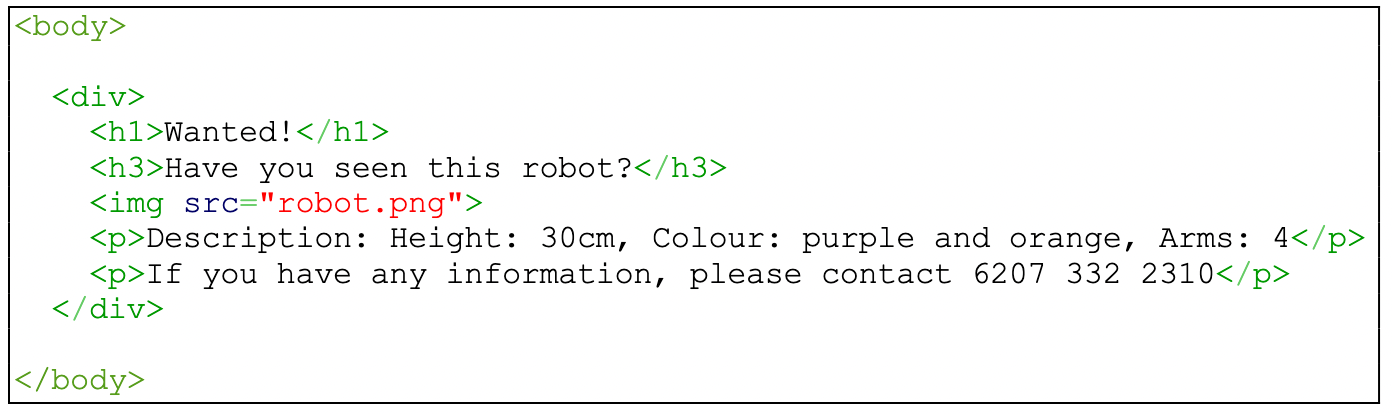 <body>
<div>
<h1>Wanted!</h1>
<h3>Have you seen this robot?</h3>
<img src="robot.png">
<p>Description: Height: 30cm, Colour: purple and orange, Arms: 4</p>
<p>If you have any information, please contact 6207 332 2310</p>
</div>
</body>